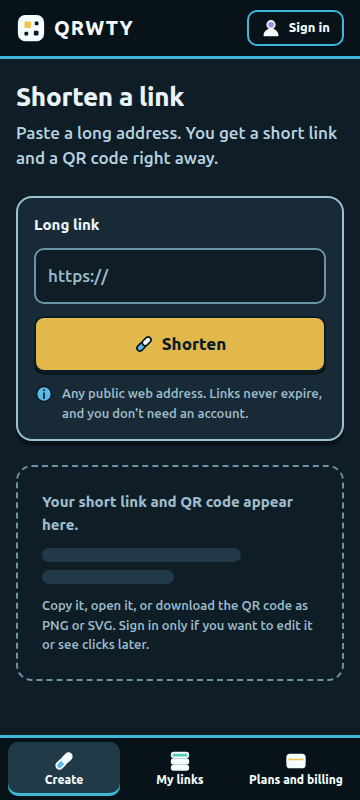 QRWTY
Sign in
Shorten a link
Paste a long address. You get a short link
and a QR code right away.
Long link
https://
Shorten
Any public web address. Links never expire,
and you don't need an account.
Your short link and QR code appear
here.
Copy it, open it, or download the QR code as
PNG or SVG. Sign in only if you want to edit it
or see clicks later.
Create
My links
Plans and billing